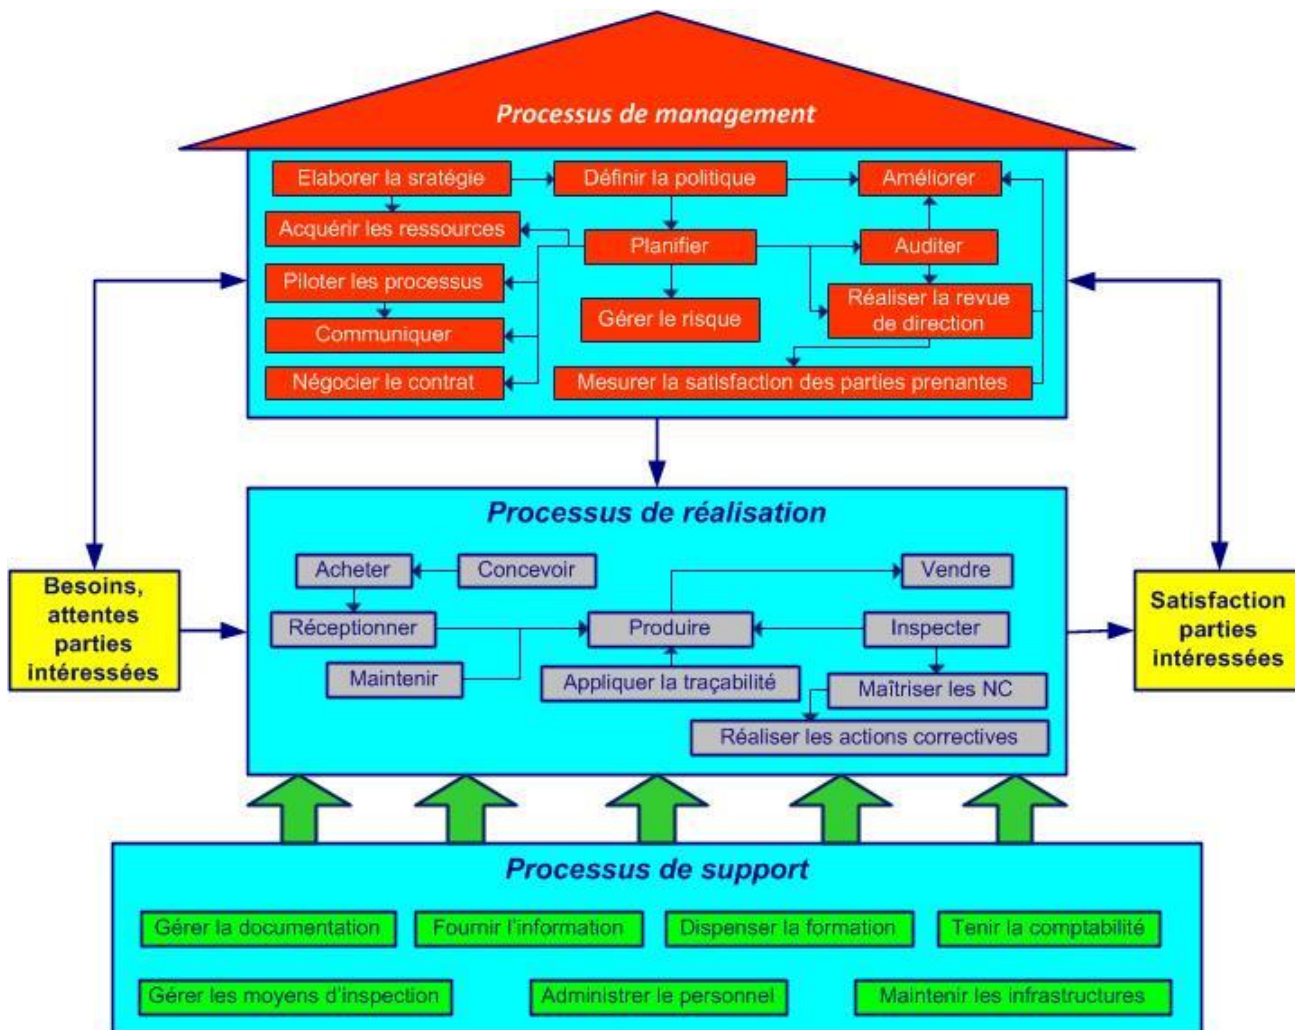 Processus de management
Elaborer la sratégie
Définir la politique
Améliorer
Acquérir les ressources
Planifier
Auditer
Piloter les processus
Réaliser la revue
de direction
Gérer le risque
Communiquer
Négocier le contrat
Mesurer la satisfaction des parties prenantes
Processus de réalisation
Acheter
Concevoir
Vendre
Besoins,
attentes
parties
intéressées
Réceptionner
Produire
Inspecter
Satisfaction
parties
intéressées
Maintenir
Appliquer la traçabilité
Maîtriser les NC
Réaliser les actions correctives
Processus de support
Gérer la documentation
Fournir l'information
Dispenser la formation
Tenir la comptabilité
Gérer les moyens d'inspection
Administrer le personnel
Maintenir les infrastructures